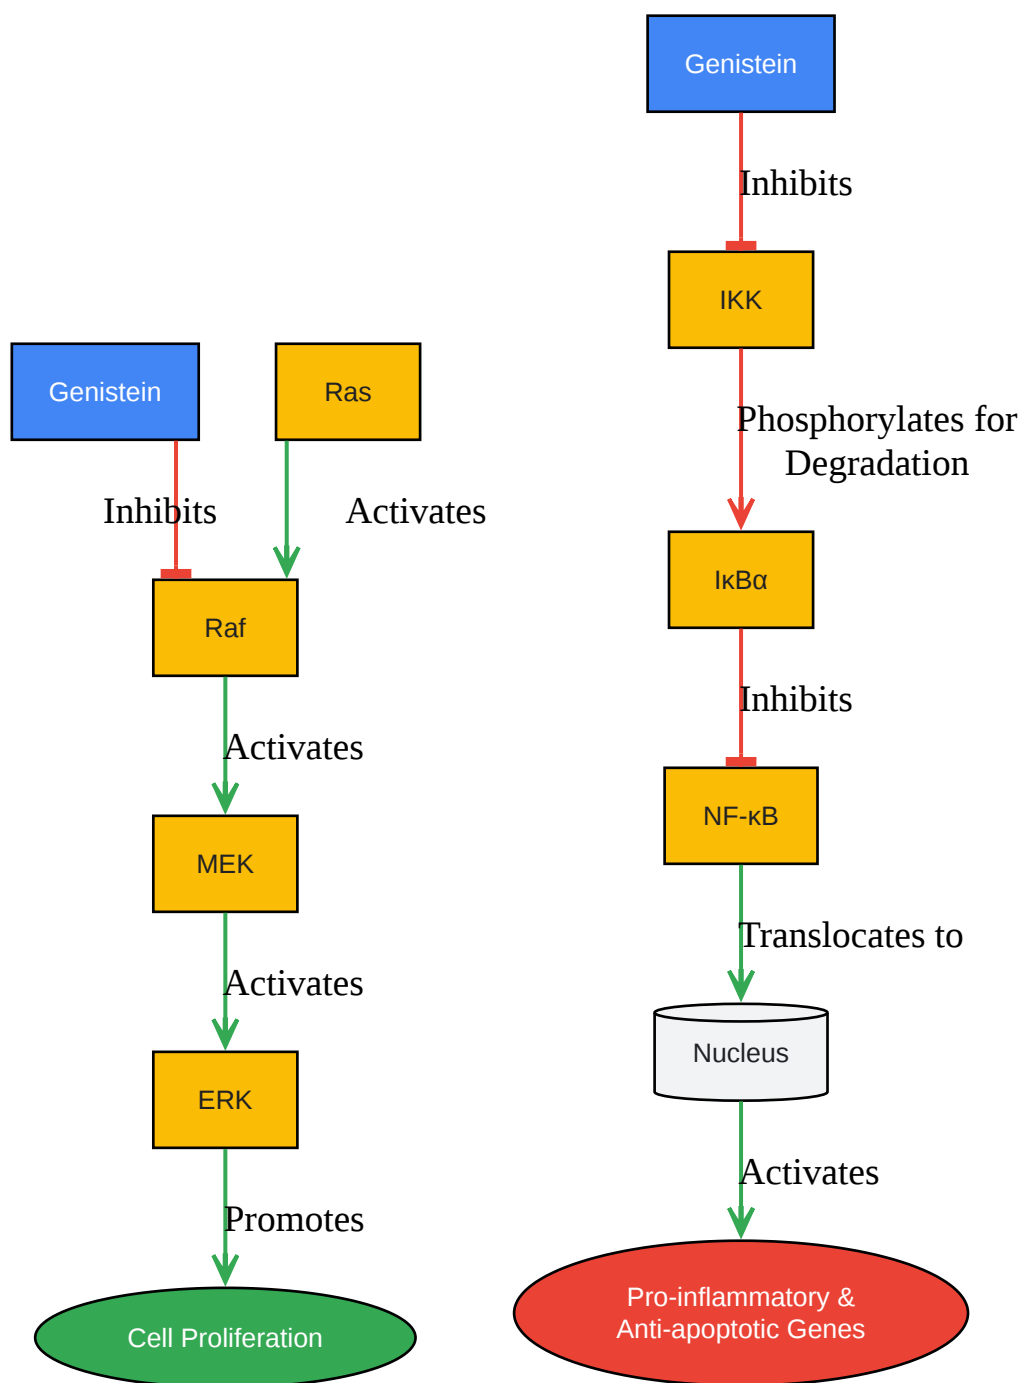 Genistein
Inhibits
IKK
Phosphorylates for
Degradation
IκBα
Inhibits
NF-κB
Translocates to
Nucleus
Activates
Pro-inflammatory &
Anti-apoptotic Genes
Genistein
Ras
Inhibits
Activates
Raf
Activates
MEK
Activates
ERK
Promotes
Cell Proliferation